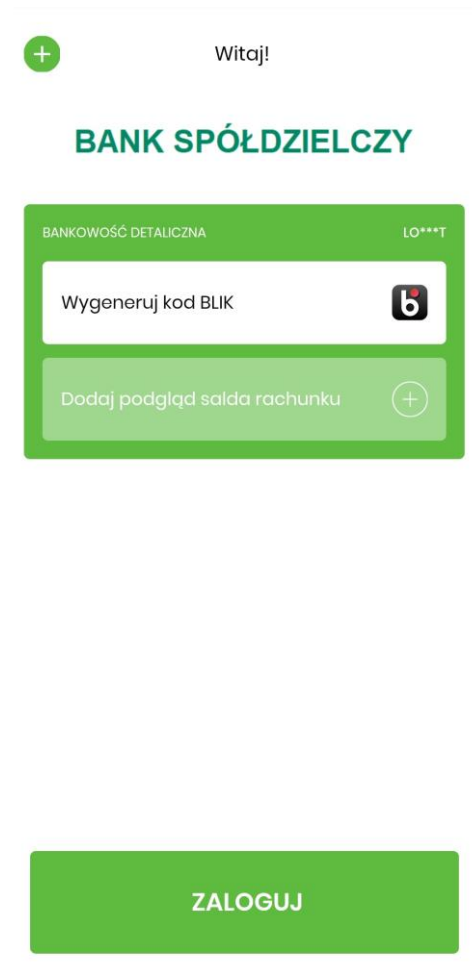 Witaj!
BANK SPÓŁDZIELCZY
BANKOWOŚĆ DETALICZNA LO***T
Wygeneruj kod BLIK
Dodaj podgląd salda rachunku
ZALOGUJ